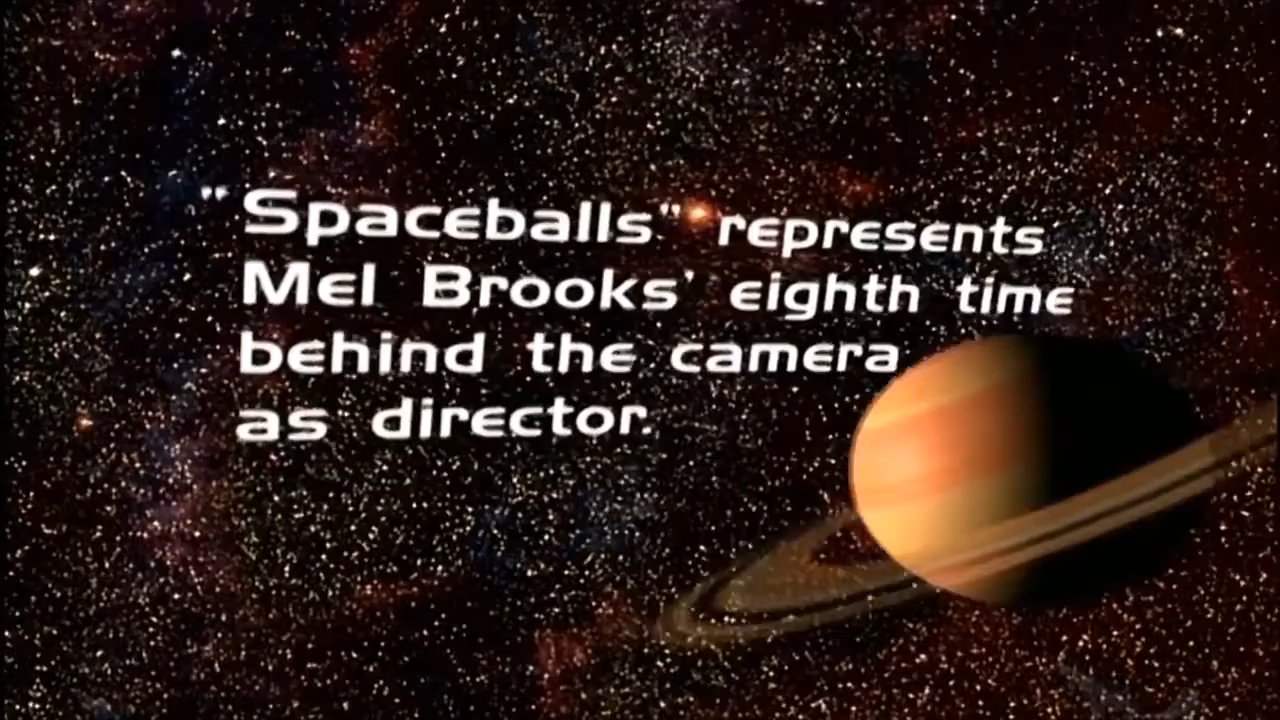 "Spaceballs" represents
Mel Brooks' eighth time
behind the camera
as director.